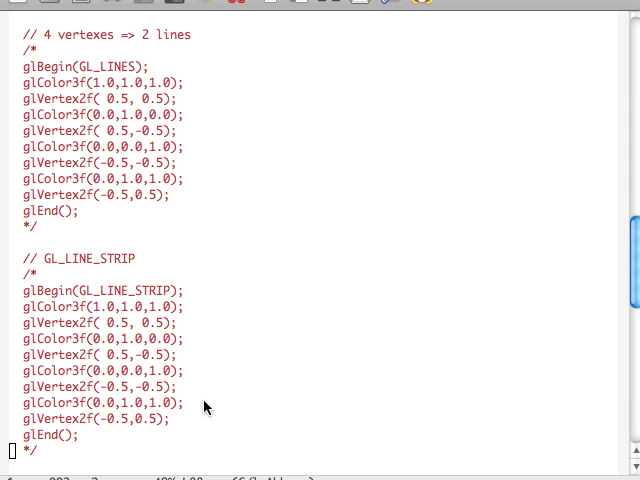 // 4 vertexes => 2 lines
/*
glBegin(GL_LINES);
glColor3f(1.0,1.0,1.0);
glVertex2f( 0.5, 0.5);
glColor3f(0.0,1.0,0.0);
glVertex2f( 0.5,-0.5);
glColor3f(0.0,0.0,1.0);
glVertex2f(-0.5,-0.5);
glColor3f(0.0,1.0,1.0);
glVertex2f(-0.5,0.5);
glEnd();
*/
// GL_LINE_STRIP
/*
glBegin(GL_LINE_STRIP);
glColor3f(1.0,1.0,1.0);
glVertex2f( 0.5, 0.5);
glColor3f(0.0,1.0,0.0);
glVertex2f( 0.5,-0.5);
glColor3f(0.0,0.0,1.0);
glVertex2f(-0.5,-0.5);
glColor3f(0.0,1.0,1.0);
glVertex2f(-0.5,0.5);
glEnd();
*/